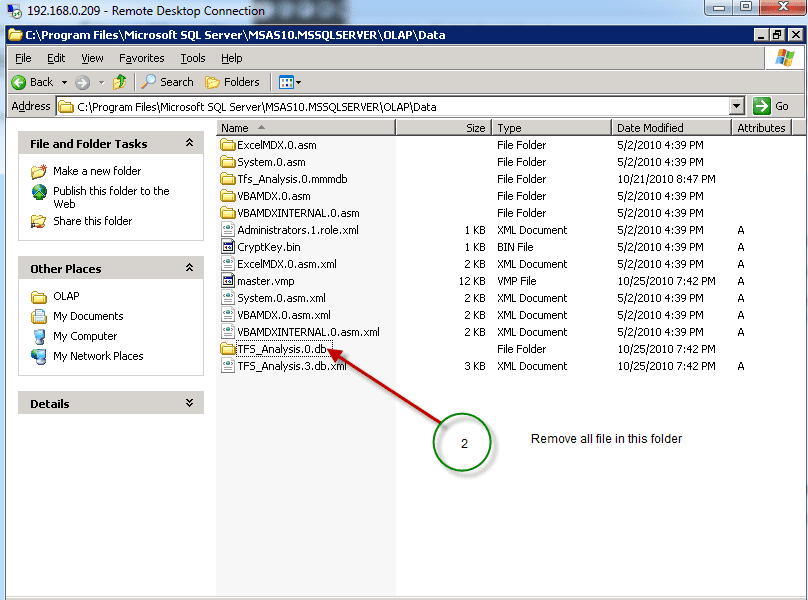 192.168.0.209 - Remote Desktop Connection
C:\Program Files\Microsoft SQL Server\MSAS10.MSSQLSERVER\OLAP\Data
File Edit View Favorites Tools Help
Back Search Folders
Address C:\Program Files\Microsoft SQL Server\MSAS10.MSSQLSERVER\OLAP\Data Go
File and Folder Tasks
Make a new folder
Publish this folder to the
Web
Share this folder
Other Places
OLAP
My Documents
My Computer
My Network Places
Details
Name Size Type Date Modified Attributes
ExcelMDX.0.asm File Folder 5/2/2010 4:39 PM
System.0.asm File Folder 5/2/2010 4:39 PM
Tfs_Analysis.0.mmmdb File Folder 10/21/2010 8:47 PM
VBAMDX.0.asm File Folder 5/2/2010 4:39 PM
VBAMDXINTERNAL.0.asm File Folder 5/2/2010 4:39 PM
Administrators.1.role.xml 1 KB XML Document 5/2/2010 4:39 PM A
CryptKey.bin 1 KB BIN File 5/2/2010 4:39 PM A
ExcelMDX.0.asm.xml 2 KB XML Document 5/2/2010 4:39 PM A
master.vmp 12 KB VMP File 10/25/2010 7:42 PM A
System.0.asm.xml 2 KB XML Document 5/2/2010 4:39 PM A
VBAMDX.0.asm.xml 2 KB XML Document 5/2/2010 4:39 PM A
VBAMDXINTERNAL.0.asm.xml 2 KB XML Document 5/2/2010 4:39 PM A
TFS_Analysis.0.db File Folder 10/25/2010 7:42 PM
TFS_Analysis.3.db.xml 3 KB XML Document 10/25/2010 7:42 PM A
2
Remove all file in this folder